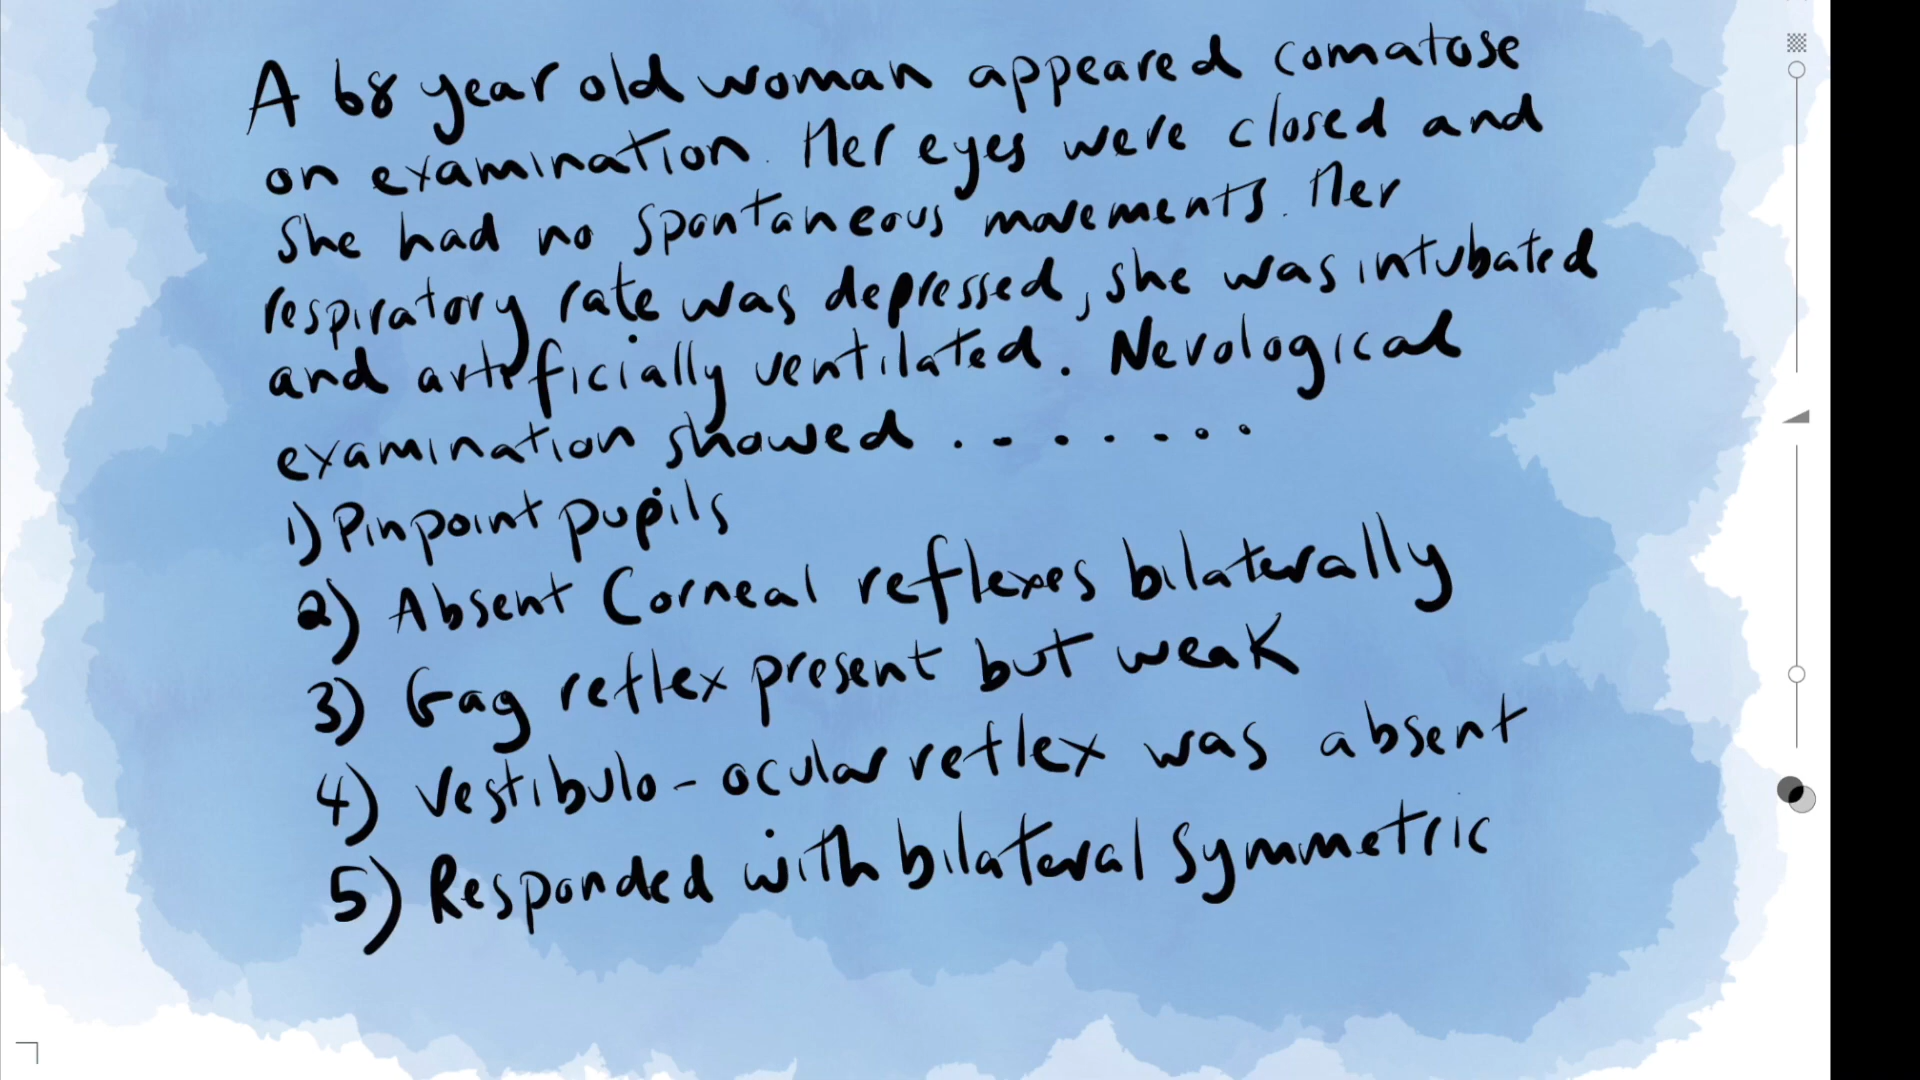 A 68 year old woman appeared comatose
on examination. Her eyes were closed and
She had no spontaneous movements. Her
respiratory rate was depressed, she was intubated
and artificially ventilated. Neurological
examination showed ........
1) Pinpoint pupils
2) Absent Corneal reflexes bilaterally
3) Gag reflex present but weak
4) Vestibulo-ocular reflex was absent
5) Responded with bilateral symmetric